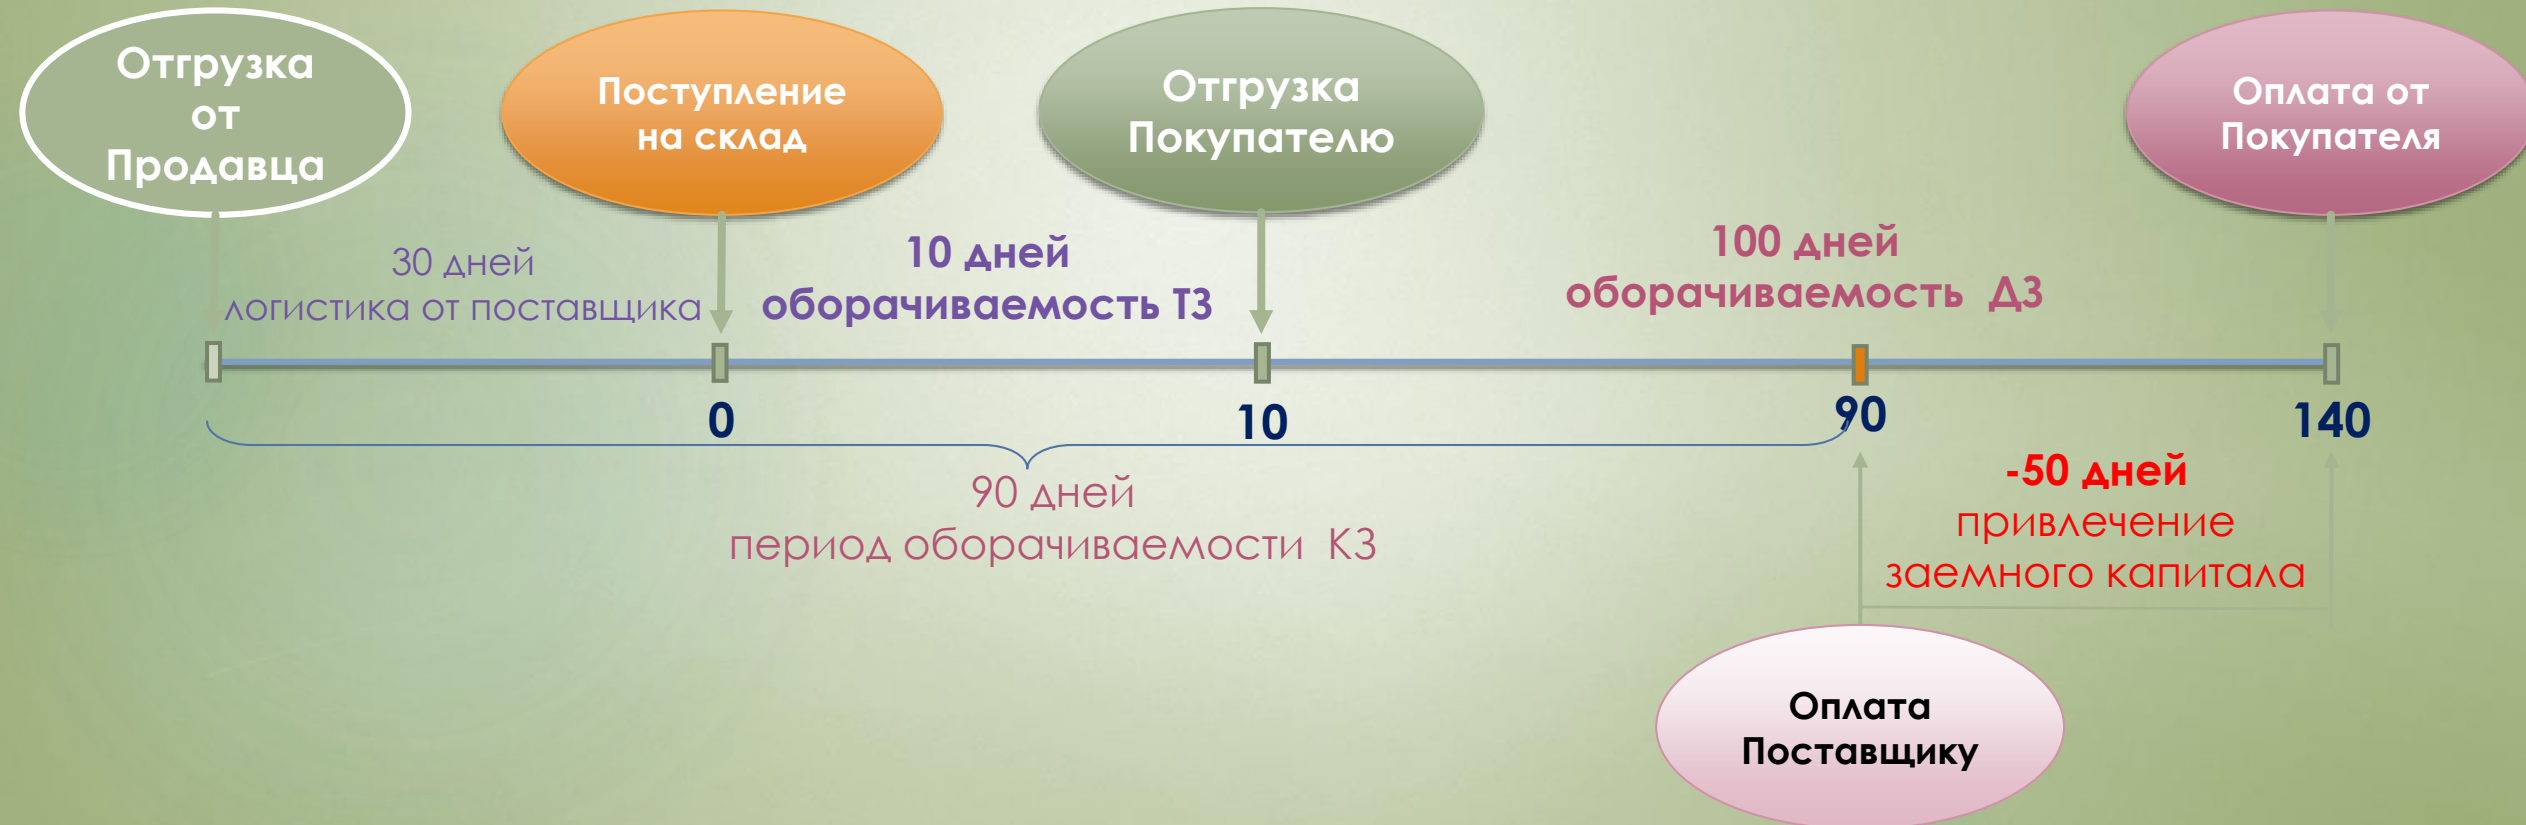 Отгрузка
от
Продавца
Поступление
на склад
Отгрузка
Покупателю
Оплата от
Покупателя
30 дней
логистика от поставщика
10 дней
оборачиваемость ТЗ
100 дней
оборачиваемость ДЗ
0
10
90
140
90 дней
период оборачиваемости КЗ
-50 дней
привлечение
заемного капитала
Оплата
Поставщику